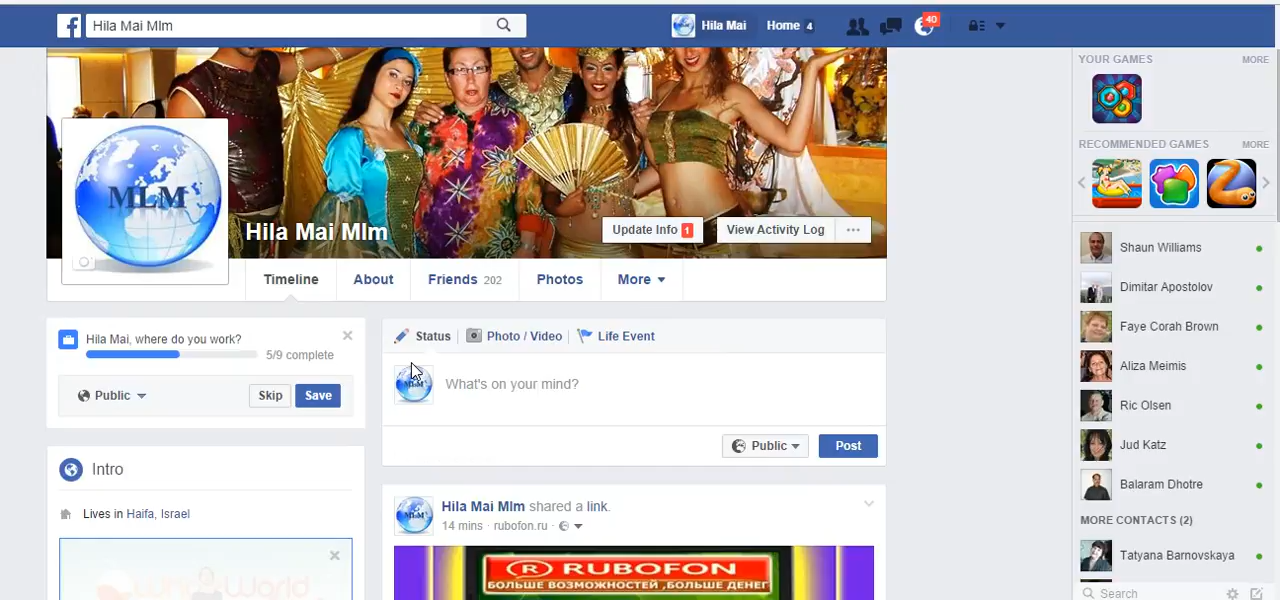 Hila Mai Mlm
Hila Mai
Home 4
40
YOUR GAMES
MORE
RECOMMENDED GAMES
MORE
MLM
Hila Mai Mlm
Update Info 1
View Activity Log
Timeline
About
Friends 202
Photos
More
Hila Mai, where do you work?
5/9 complete
Public
Skip
Save
Intro
Lives in Haifa, Israel
Status
Photo / Video
Life Event
What's on your mind?
Public
Post
Hila Mai Mlm shared a link.
14 mins · rubofon.ru ·
R RUBOFON
БОЛЬШЕ ВОЗМОЖНОСТЕЙ ,БОЛЬШЕ ДЕНЕГ
Shaun Williams
Dimitar Apostolov
Faye Corah Brown
Aliza Meimis
Ric Olsen
Jud Katz
Balaram Dhotre
MORE CONTACTS (2)
Tatyana Barnovskaya
Search